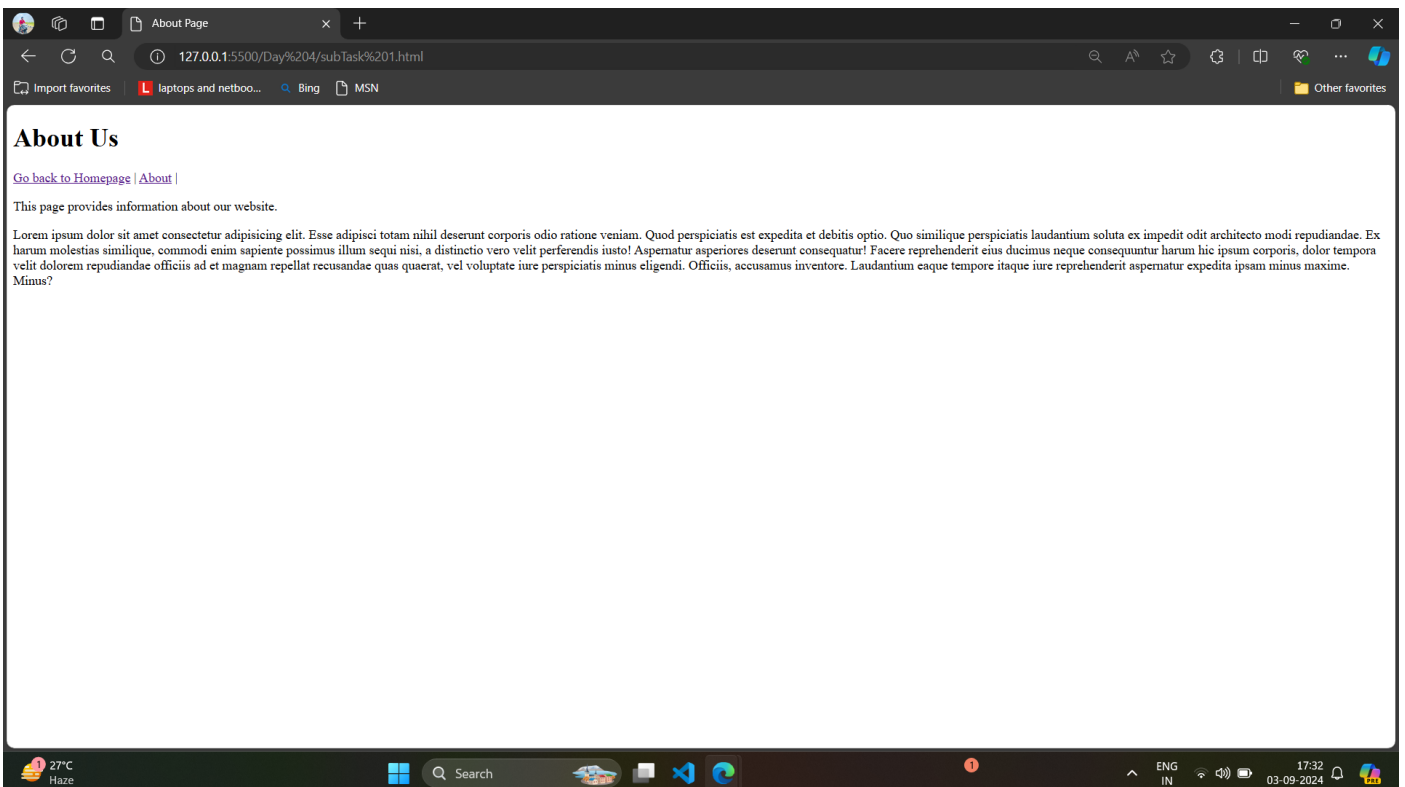 About Page
127.0.0.1:5500/Day%204/subTask%201.html
Import favorites
L laptops and netboo...
Bing
MSN
Other favorites
About Us
Go back to Homepage | About |
This page provides information about our website.
Lorem ipsum dolor sit amet consectetur adipisicing elit. Esse adipisci totam nihil deserunt corporis odio ratione veniam. Quod perspiciatis est expedita et debitis optio. Quo similique perspiciatis laudantium soluta ex impedit odit architecto modi repudiandae. Ex
harum molestias similique, commodi enim sapiente possimus illum sequi nisi, a distinctio vero velit perferendis iusto! Aspernatur asperiores deserunt consequatur! Facere reprehenderit eius ducimus neque consequuntur harum hic ipsum corporis, dolor tempora
velit dolorem repudiandae officiis ad et magnam repellat recusandae quas quaerat, vel voluptate iure perspiciatis minus eligendi. Officiis, accusamus inventore. Laudantium eaque tempore itaque iure reprehenderit aspernatur expedita ipsam minus maxime.
Minus?
1
27°C
Haze
Search
1
ENG
IN
17:32
03-09-2024
PRE